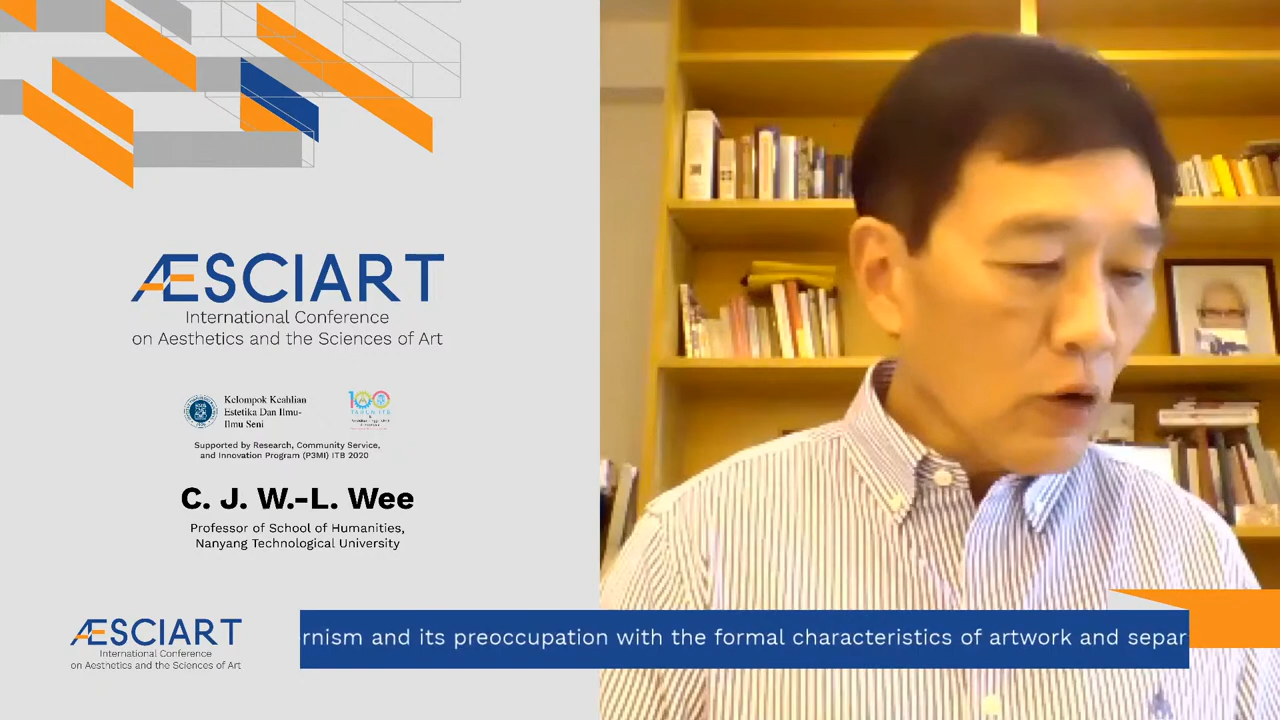 ÆSCIART
International Conference
on Aesthetics and the Sciences of Art
Kelompok Keahlian
Estetika Dan Ilmu-
Ilmu Seni
100
TAHUN ITB
Supported by Research, Community Service,
and Innovation Program (P3MI) ITB 2020
C. J. W.-L. Wee
Professor of School of Humanities,
Nanyang Technological University
ÆSCIART
International Conference
on Aesthetics and the Sciences of Art
rnism and its preoccupation with the formal characteristics of artwork and separ